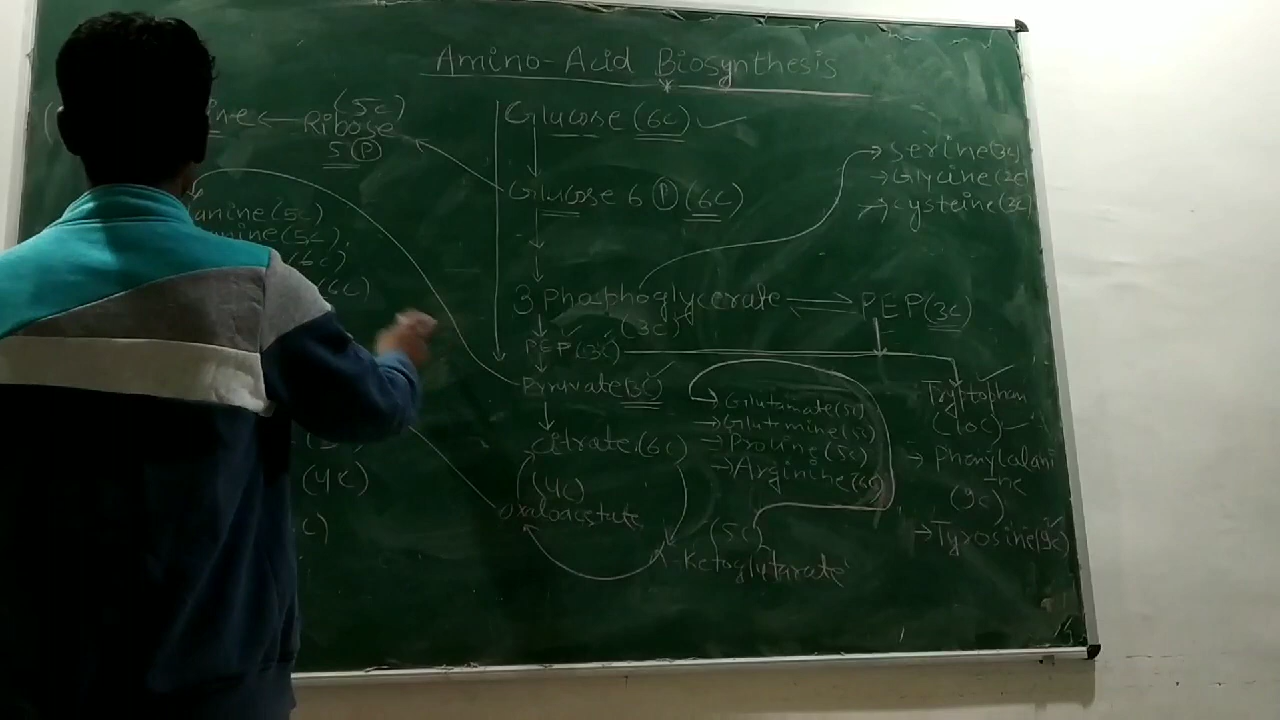 Amino-Acid Biosynthesis
(5C)
Ribose
5 P
Glucose (6C)
Glucose 6 P (6C)
3 Phosphoglycerate
(3C)
PEP (3C)
PEP (3C)
Pyruvate (3C)
Citrate (6C)
(4C)
Oxaloacetate
(5C)
α-Ketoglutarate
Serine (3C)
Glycine (2C)
Cysteine (3C)
anine (5C)
anine (5C)
(6C)
(6C)
(4C)
C)
Glutamate (5C)
Glutamine (5C)
Proline (5C)
Arginine (6C)
Tryptophan
(10C)
Phenylalani
-ne
(9C)
Tyrosine (9C)